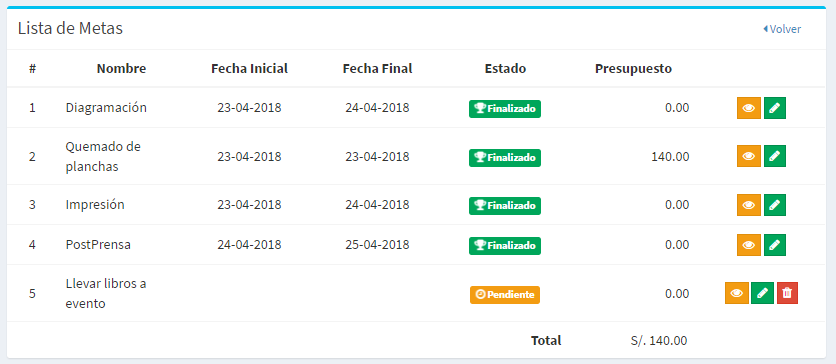 Lista de Metas Volver
# Nombre Fecha Inicial Fecha Final Estado Presupuesto
1 Diagramación 23-04-2018 24-04-2018 Finalizado 0.00
2 Quemado de planchas 23-04-2018 23-04-2018 Finalizado 140.00
3 Impresión 23-04-2018 24-04-2018 Finalizado 0.00
4 PostPrensa 24-04-2018 25-04-2018 Finalizado 0.00
5 Llevar libros a evento Pendiente 0.00
Total S/. 140.00